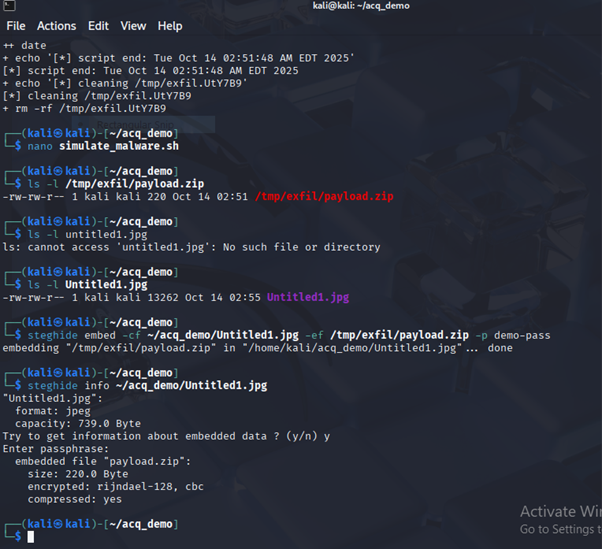 kali@kali: ~/acq_demo
File Actions Edit View Help
++ date
+ echo '[*] script end: Tue Oct 14 02:51:48 AM EDT 2025'
[*] script end: Tue Oct 14 02:51:48 AM EDT 2025
+ echo '[*] cleaning /tmp/exfil.UtY7B9'
[*] cleaning /tmp/exfil.UtY7B9
+ rm -rf /tmp/exfil.UtY7B9
┌──(kali㉿kali)-[~/acq_demo]
└─$ nano simulate_malware.sh
┌──(kali㉿kali)-[~/acq_demo]
└─$ ls -l /tmp/exfil/payload.zip
-rw-rw-r-- 1 kali kali 220 Oct 14 02:51 /tmp/exfil/payload.zip
┌──(kali㉿kali)-[~/acq_demo]
└─$ ls -l untitled1.jpg
ls: cannot access 'untitled1.jpg': No such file or directory
┌──(kali㉿kali)-[~/acq_demo]
└─$ ls -l Untitled1.jpg
-rw-rw-r-- 1 kali kali 13262 Oct 14 02:55 Untitled1.jpg
┌──(kali㉿kali)-[~/acq_demo]
└─$ steghide embed -cf ~/acq_demo/Untitled1.jpg -ef /tmp/exfil/payload.zip -p demo-pass
embedding "/tmp/exfil/payload.zip" in "/home/kali/acq_demo/Untitled1.jpg"... done
┌──(kali㉿kali)-[~/acq_demo]
└─$ steghide info ~/acq_demo/Untitled1.jpg
"Untitled1.jpg":
format: jpeg
capacity: 739.0 Byte
Try to get information about embedded data ? (y/n) y
Enter passphrase:
embedded file "payload.zip":
size: 220.0 Byte
encrypted: rijndael-128, cbc
compressed: yes
┌──(kali㉿kali)-[~/acq_demo]
└─$
Activate Win
Go to Settings t